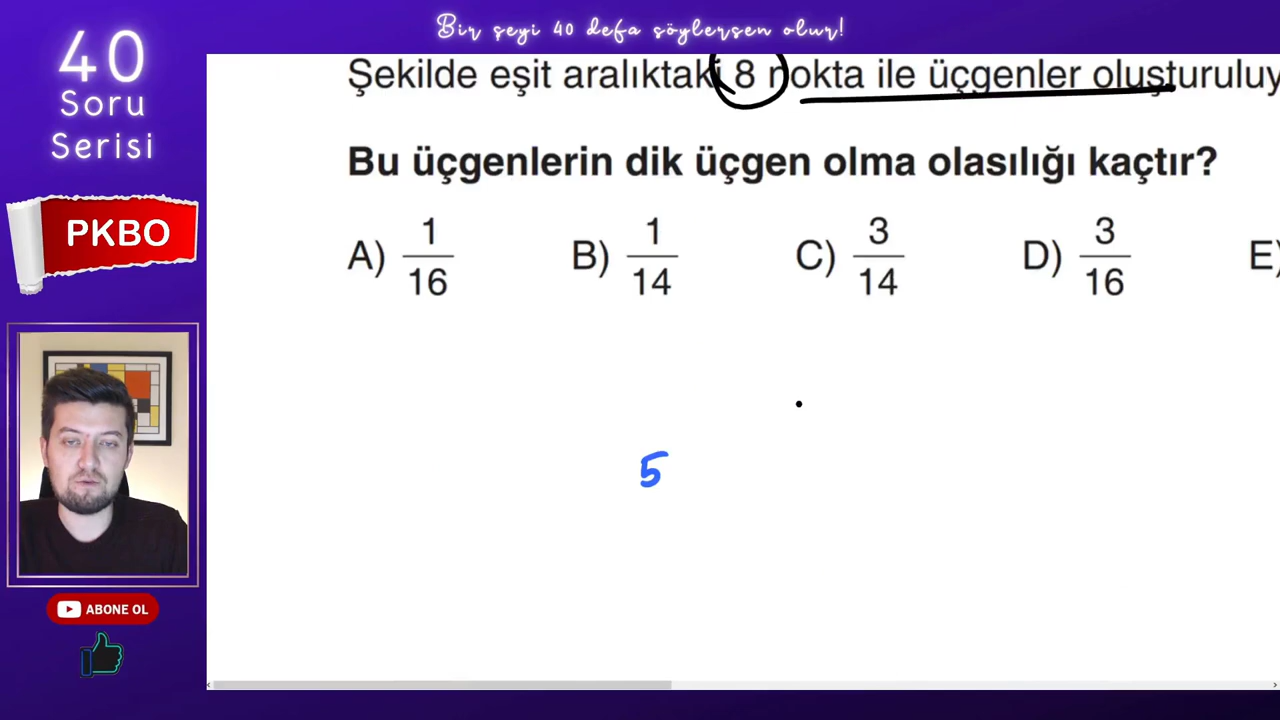 Bir şeyi 40 defa söylersen olur!
40
Soru
Serisi
PKBO
ABONE OL
Şekilde eşit aralıktaki 8 nokta ile üçgenler oluşturuluy
Bu üçgenlerin dik üçgen olma olasılığı kaçtır?
A) 1/16 B) 1/14 C) 3/14 D) 3/16 E)
5